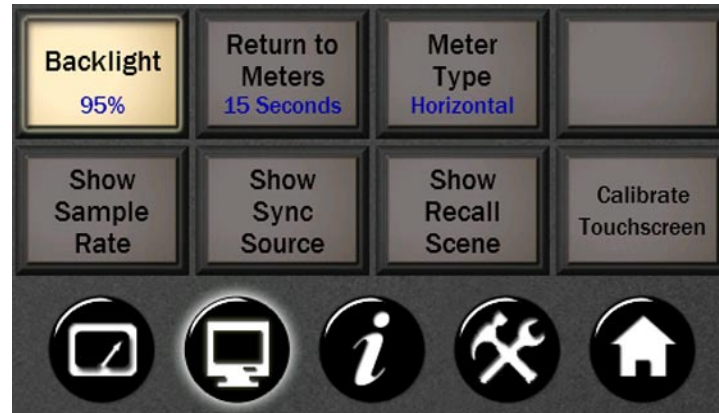 Backlight
95%
Return to
Meters
15 Seconds
Meter
Type
Horizontal
Show
Sample
Rate
Show
Sync
Source
Show
Recall
Scene
Calibrate
Touchscreen
i